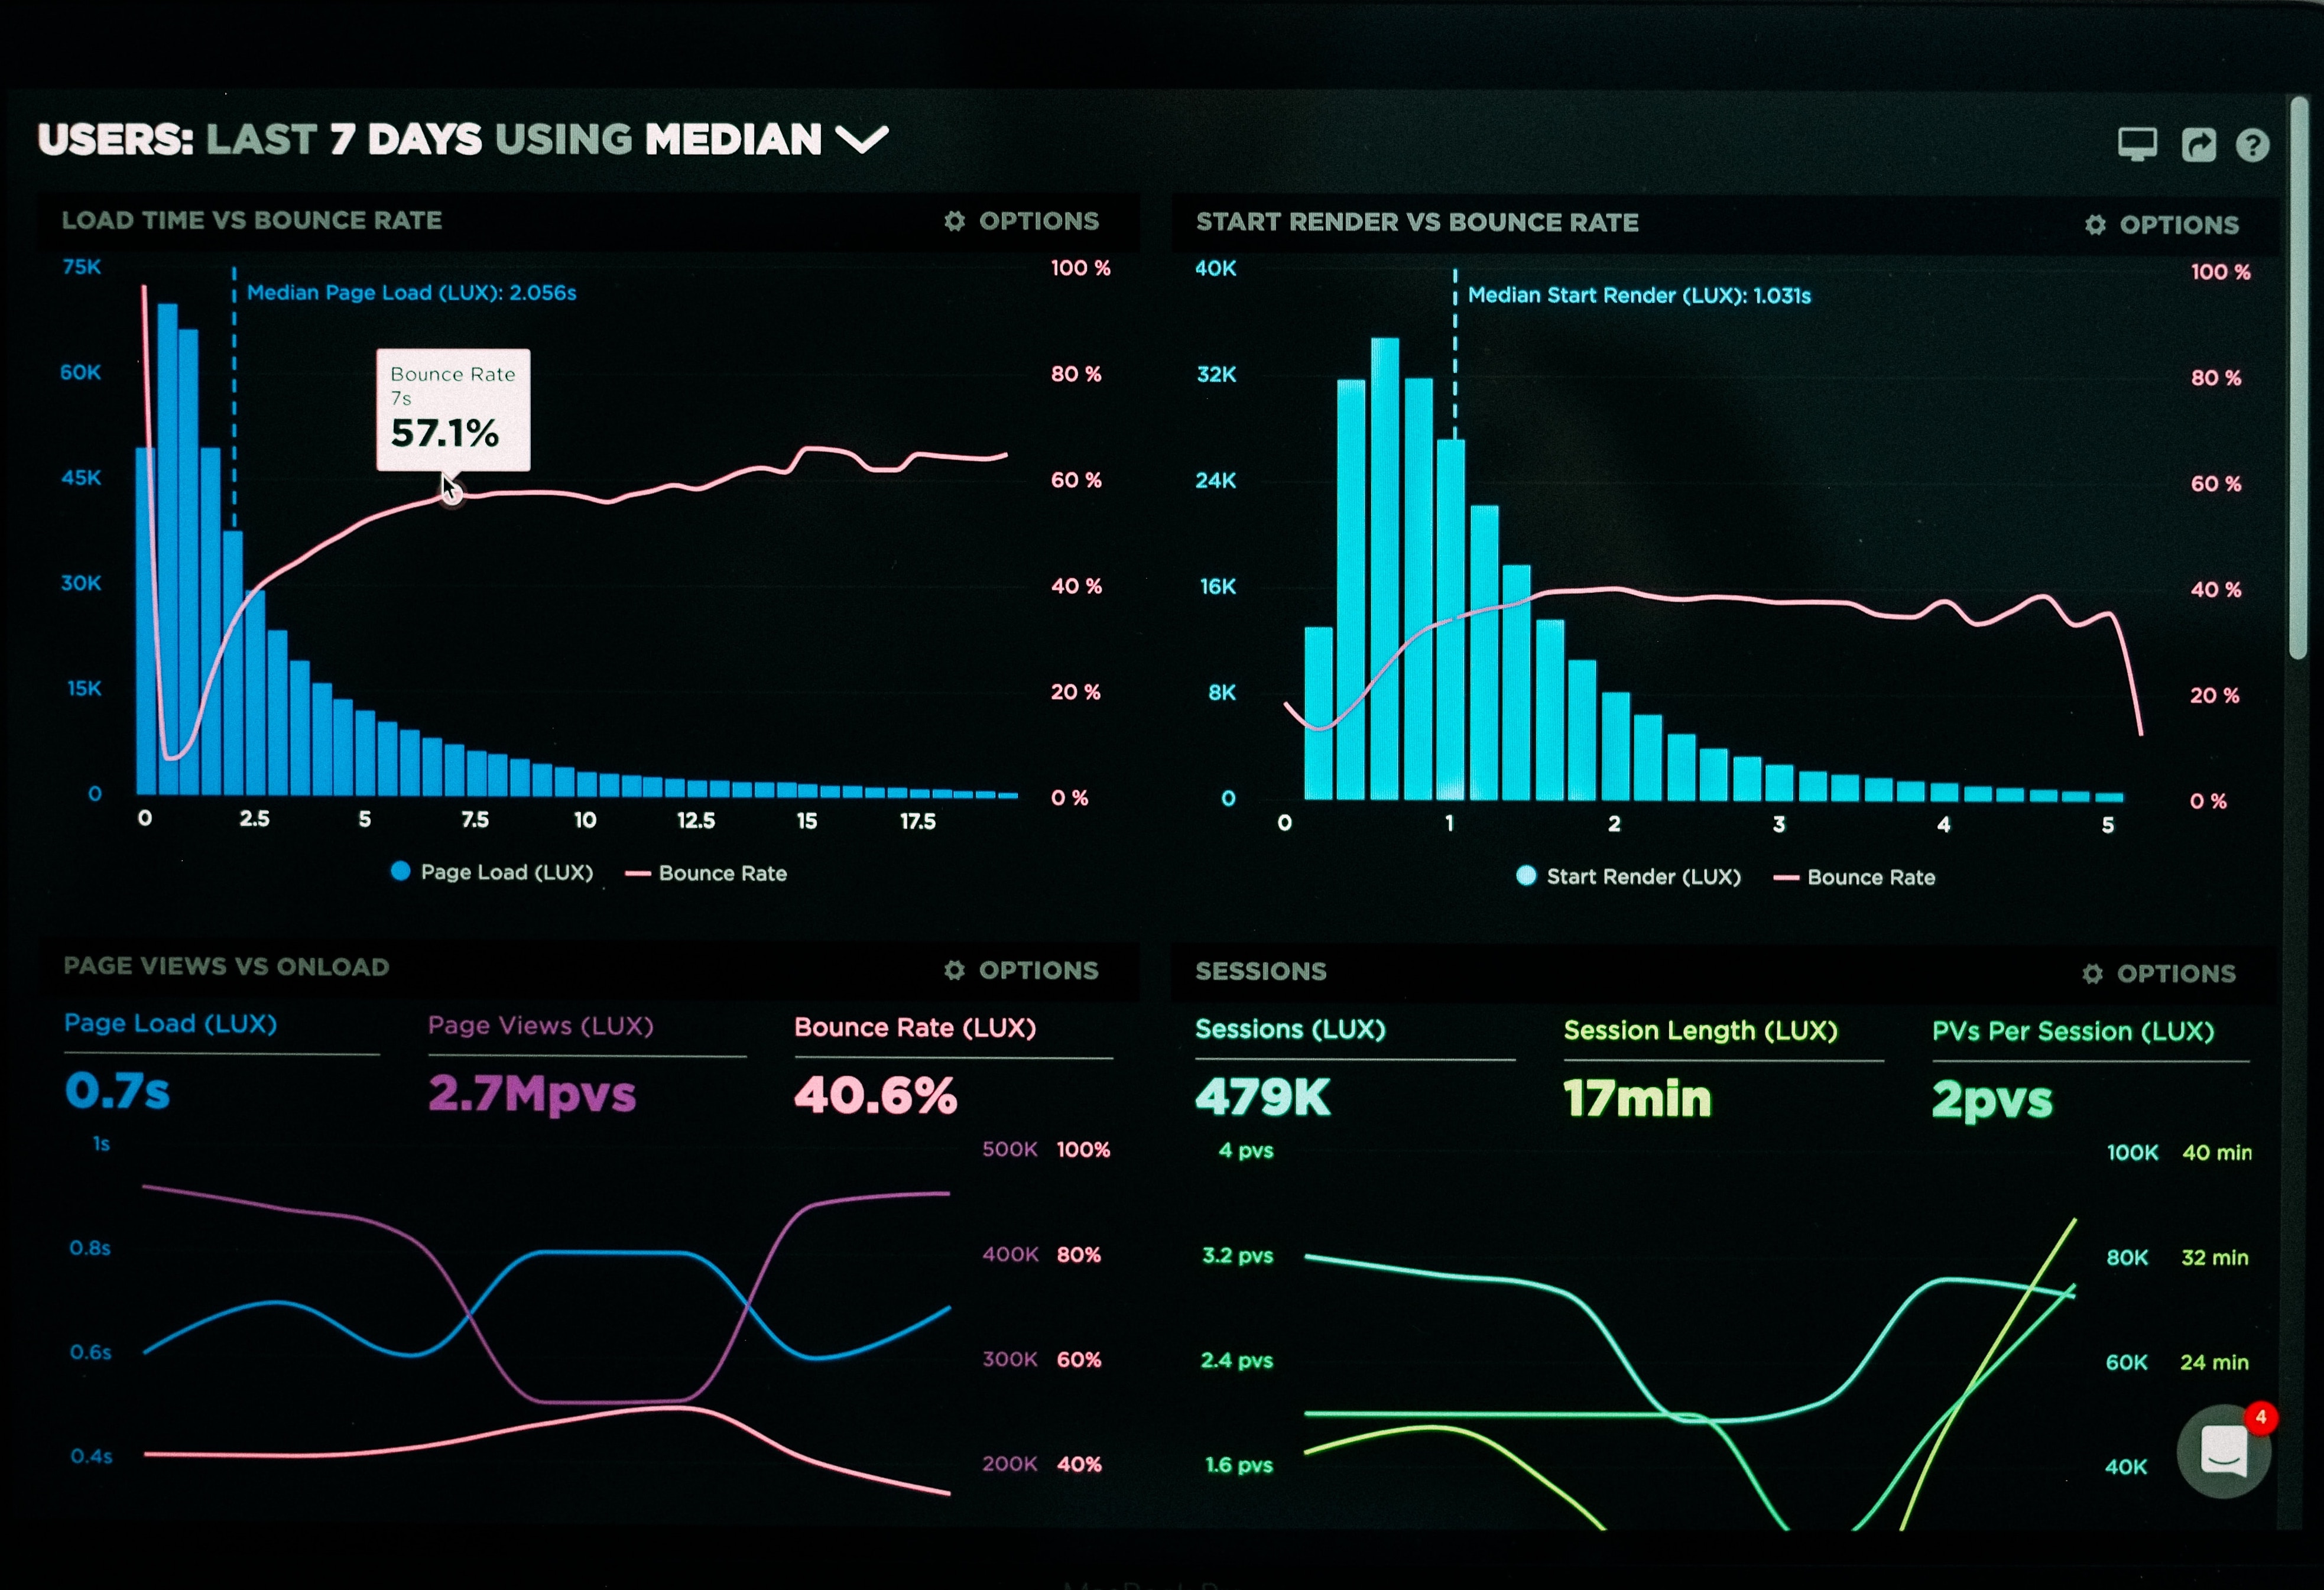 USERS: LAST 7 DAYS USING MEDIAN
LOAD TIME VS BOUNCE RATE
OPTIONS
75K
60K
45K
30K
15K
0
Median Page Load (LUX): 2.056s
Bounce Rate
7s
57.1%
100 %
80 %
60 %
40 %
20 %
0 %
0 2.5 5 7.5 10 12.5 15 17.5
Page Load (LUX) Bounce Rate
START RENDER VS BOUNCE RATE
OPTIONS
40K
32K
24K
16K
8K
0
Median Start Render (LUX): 1.031s
100 %
80 %
60 %
40 %
20 %
0 %
0 1 2 3 4 5
Start Render (LUX) Bounce Rate
PAGE VIEWS VS ONLOAD
OPTIONS
Page Load (LUX) Page Views (LUX) Bounce Rate (LUX)
0.7s 2.7Mpvs 40.6%
1s
0.8s
0.6s
0.4s
500K 100%
400K 80%
300K 60%
200K 40%
SESSIONS
OPTIONS
Sessions (LUX) Session Length (LUX) PVs Per Session (LUX)
479K 17min 2pvs
4 pvs
3.2 pvs
2.4 pvs
1.6 pvs
100K 40 min
80K 32 min
60K 24 min
40K
4